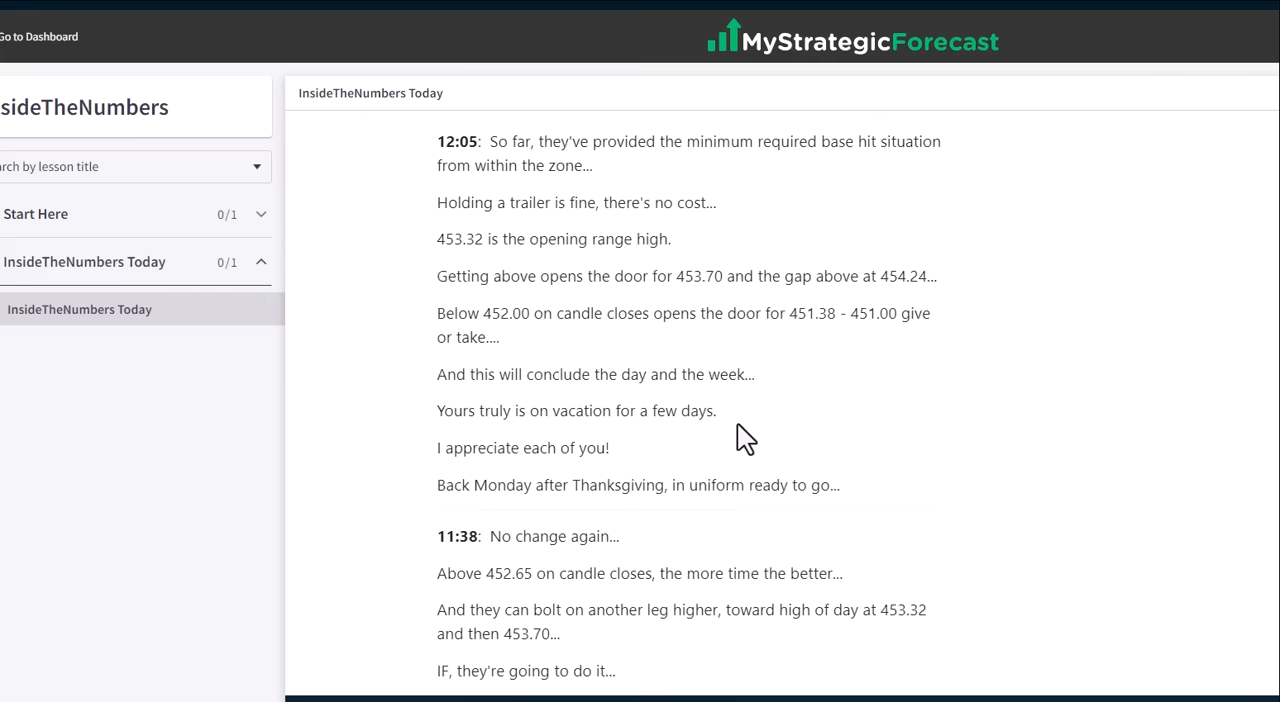 Go to Dashboard
MyStrategicForecast
sideTheNumbers
rch by lesson title
Start Here 0/1
InsideTheNumbers Today 0/1
InsideTheNumbers Today
InsideTheNumbers Today
12:05: So far, they've provided the minimum required base hit situation
from within the zone...
Holding a trailer is fine, there's no cost...
453.32 is the opening range high.
Getting above opens the door for 453.70 and the gap above at 454.24...
Below 452.00 on candle closes opens the door for 451.38 - 451.00 give
or take....
And this will conclude the day and the week...
Yours truly is on vacation for a few days.
I appreciate each of you!
Back Monday after Thanksgiving, in uniform ready to go...
11:38: No change again...
Above 452.65 on candle closes, the more time the better...
And they can bolt on another leg higher, toward high of day at 453.32
and then 453.70...
IF, they're going to do it...